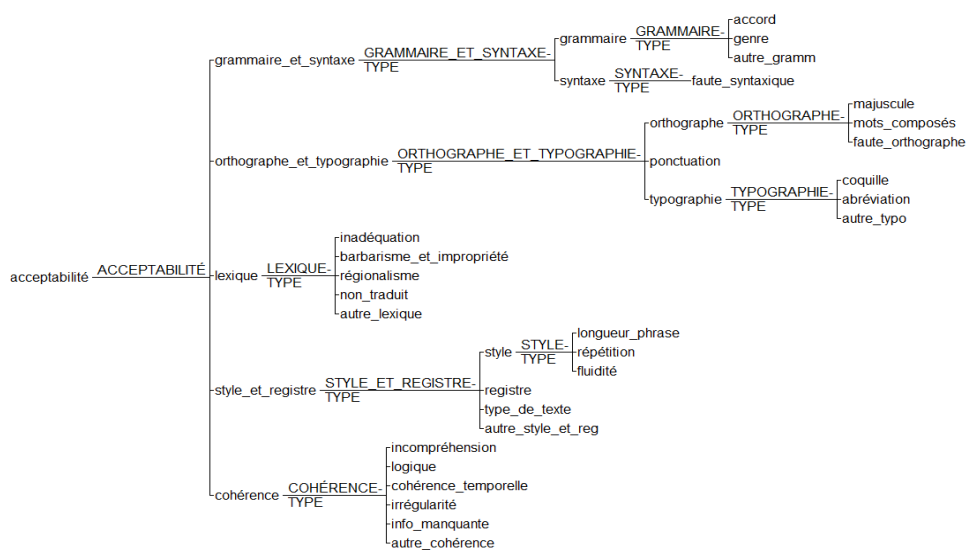 accord
grammaire GRAMMAIRE-TYPE genre
autre_gramm
grammaire_et_syntaxe GRAMMAIRE_ET_SYNTAXE-TYPE
syntaxe SYNTAXE-TYPE faute_syntaxique
majuscule
orthographe ORTHOGRAPHE-TYPE mots_composés
faute_orthographe
orthographe_et_typographie ORTHOGRAPHE_ET_TYPOGRAPHIE-TYPE ponctuation
coquille
typographie TYPOGRAPHIE-TYPE abréviation
autre_typo
inadéquation
barbarisme_et_impropriété
acceptabilité ACCEPTABILITÉ lexique LEXIQUE-TYPE régionalisme
non_traduit
autre_lexique
longueur_phrase
style STYLE-TYPE répétition
fluidité
style_et_registre STYLE_ET_REGISTRE-TYPE registre
type_de_texte
autre_style_et_reg
incompréhension
logique
cohérence_temporelle
cohérence COHÉRENCE-TYPE irrégularité
info_manquante
autre_cohérence